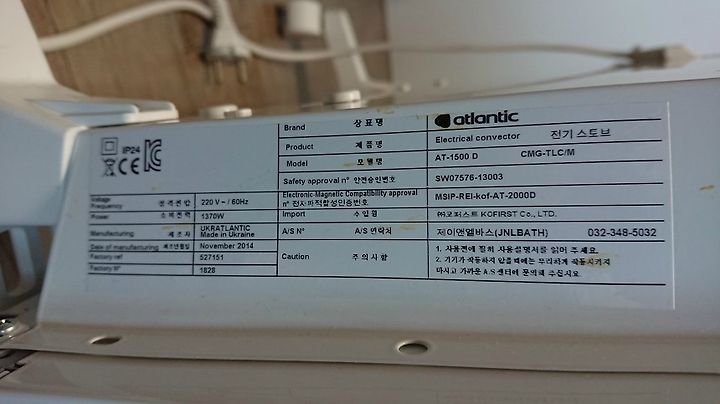 IP24
CE
Brand 상표명 atlantic
Product 제품명 Electrical convector 전기 스토브
Model 모델명 AT-1500 D CMG-TLC/M
Safety approval n° 안전승인번호 SW07576-13003
Electronic-Magnetic Compatibility approval n° 전자파적합성인증번호 MSIP-REI-kof-AT-2000D
Import 수입원 ㈜코퍼스트 KOFIRST Co., LTD.
A/S N° A/S 연락처 제이엔엘바스(JNLBATH) 032-348-5032
Caution 주의사항
1. 사용전에 필히 사용설명서를 읽어 주세요.
2. 기기가 작동하지 않을때에는 무리하게 작동시키지
마시고 가까운 A.S센터에 문의해 주십시요.
Voltage Frequency 정격전압 220 V ~ / 60Hz
Power 소비전력 1370W
Manufacturing 제조자 UKRATLANTIC
Made in Ukraine
Date of manufacturing 제조년월일 November 2014
Factory ref 527151
Factory N° 1828